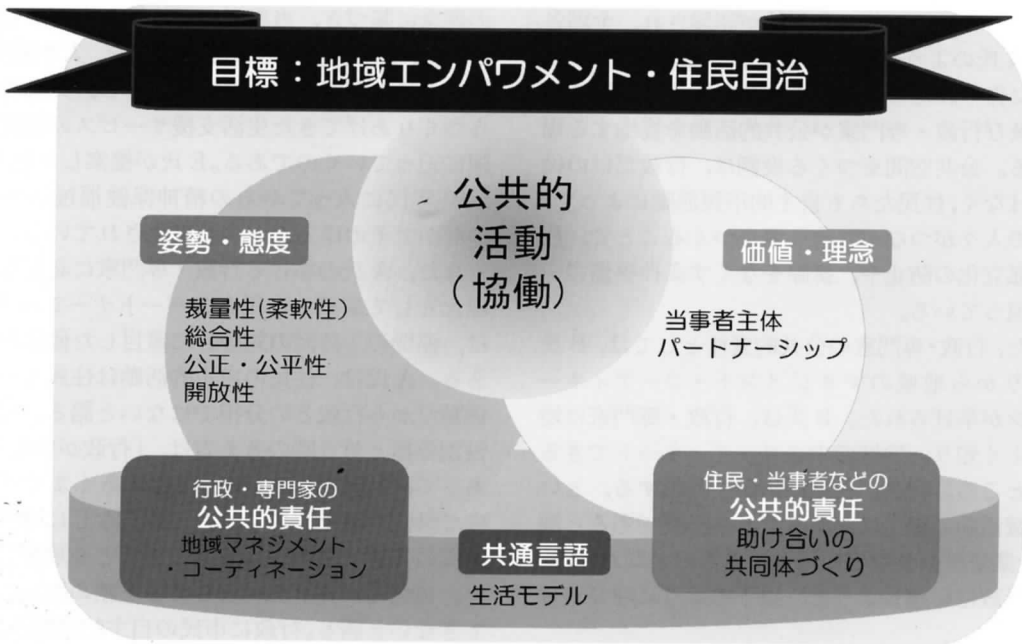 目標：地域エンパワメント・住民自治
公共的
活動
（協働）
姿勢・態度
裁量性(柔軟性)
総合性
公正・公平性
開放性
価値・理念
当事者主体
パートナーシップ
行政・専門家の
公共的責任
地域マネジメント
・コーディネーション
共通言語
生活モデル
住民・当事者などの
公共的責任
助け合いの
共同体づくり